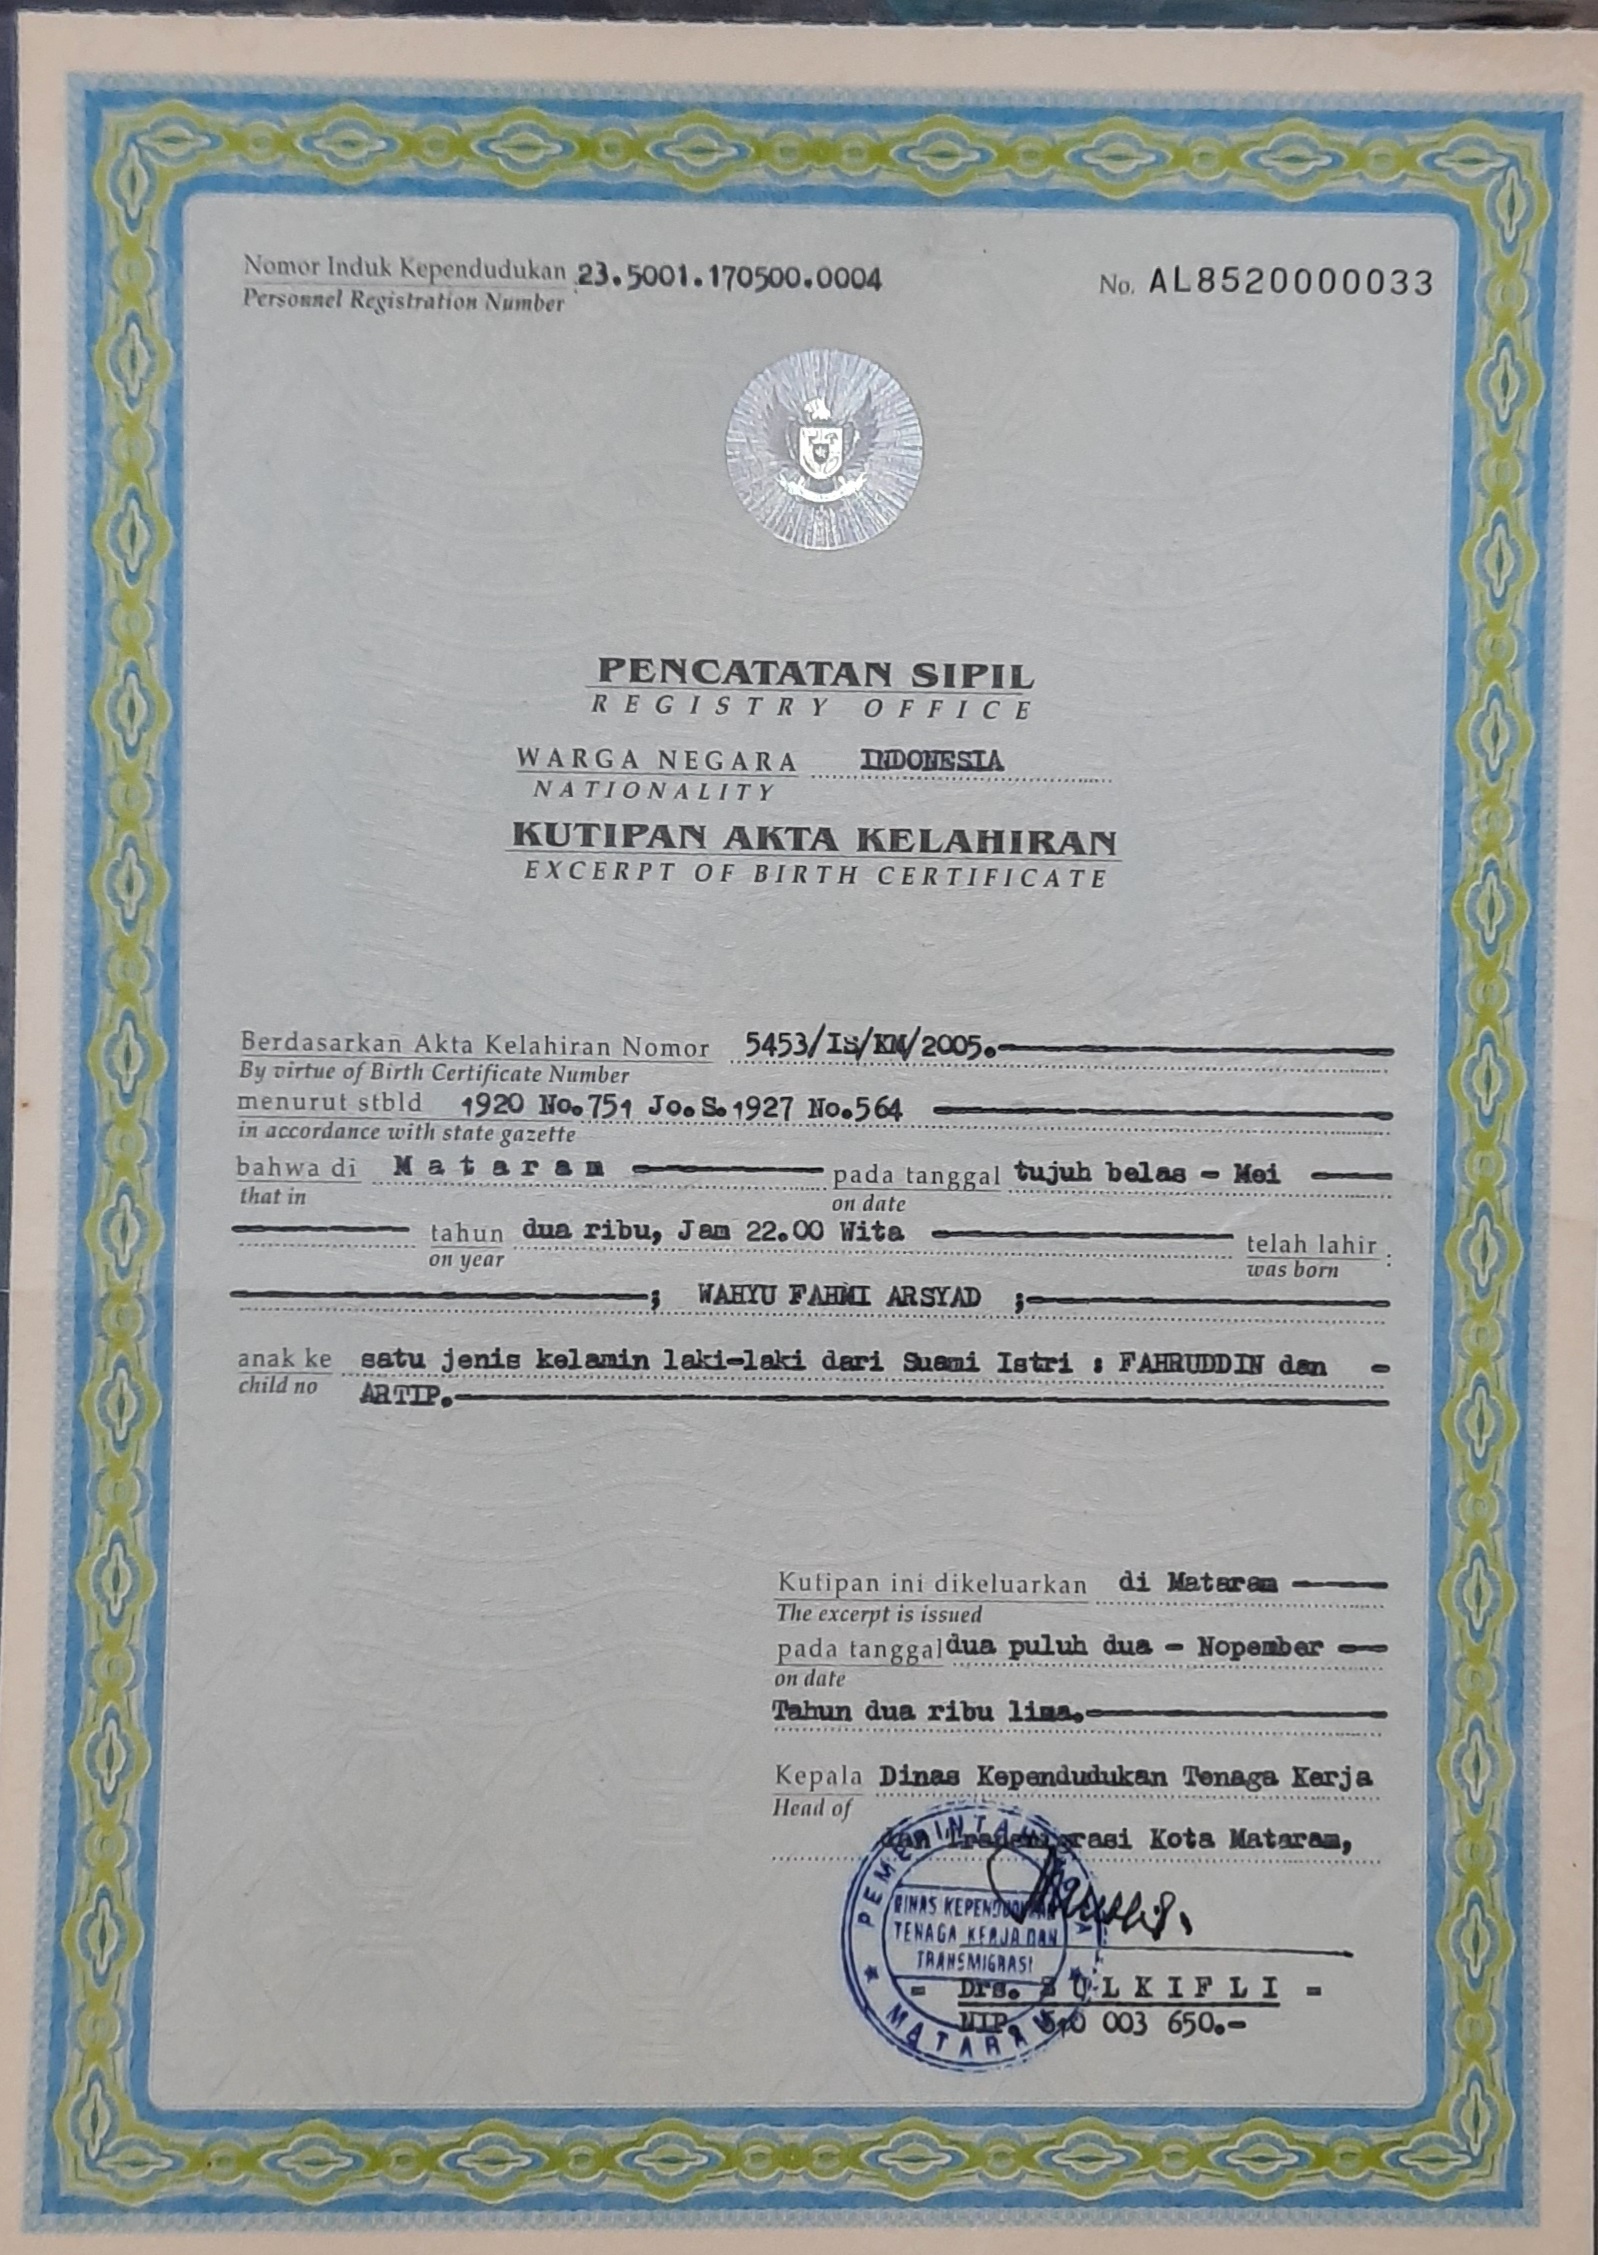 Nomor Induk Kependudukan 23.5001.170500.0004 No. AL8520000033
Personnel Registration Number
PENCATATAN SIPIL
REGISTRY OFFICE
WARGA NEGARA INDONESIA
NATIONALITY
KUTIPAN AKTA KELAHIRAN
EXCERPT OF BIRTH CERTIFICATE
Berdasarkan Akta Kelahiran Nomor 5453/IS/KM/2005.
By virtue of Birth Certificate Number
menurut stbld 1920 No.751 Jo.S.1927 No.564
in accordance with state gazette
bahwa di Mataram pada tanggal tujuh belas - Mei
that in on date
tahun dua ribu, Jam 22.00 Wita telah lahir :
on year was born
; WAHYU FAHMI ARSYAD ;
anak ke satu jenis kelamin laki-laki dari Suami Istri : FAHRUDDIN dan -
child no ARTIP.
Kutipan ini dikeluarkan di Mataram
The excerpt is issued
pada tanggal dua puluh dua - Nopember
on date
Tahun dua ribu lima.
Kepala Dinas Kependudukan Tenaga Kerja
Head of
dan Transmigrasi Kota Mataram,
PEMERINTAH KOTA
DINAS KEPENDUDUKAN
TENAGA KERJA DAN
TRANSMIGRASI
MATARAM
= Drs. ZULKIFLI =
NIP. 610 003 650.-